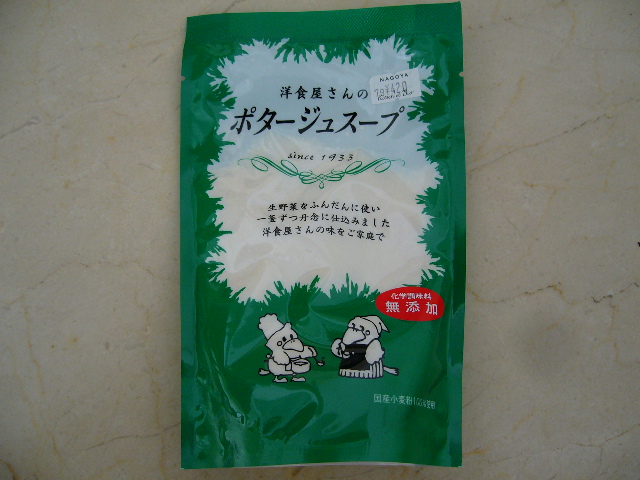 NAGOYA
¥420
洋食屋さんの
ポタージュスープ
since 1933
生野菜をふんだんに使い
一釜ずつ丹念に仕込みました
洋食屋さんの味をご家庭で
化学調味料
無添加
国産小麦粉100%使用